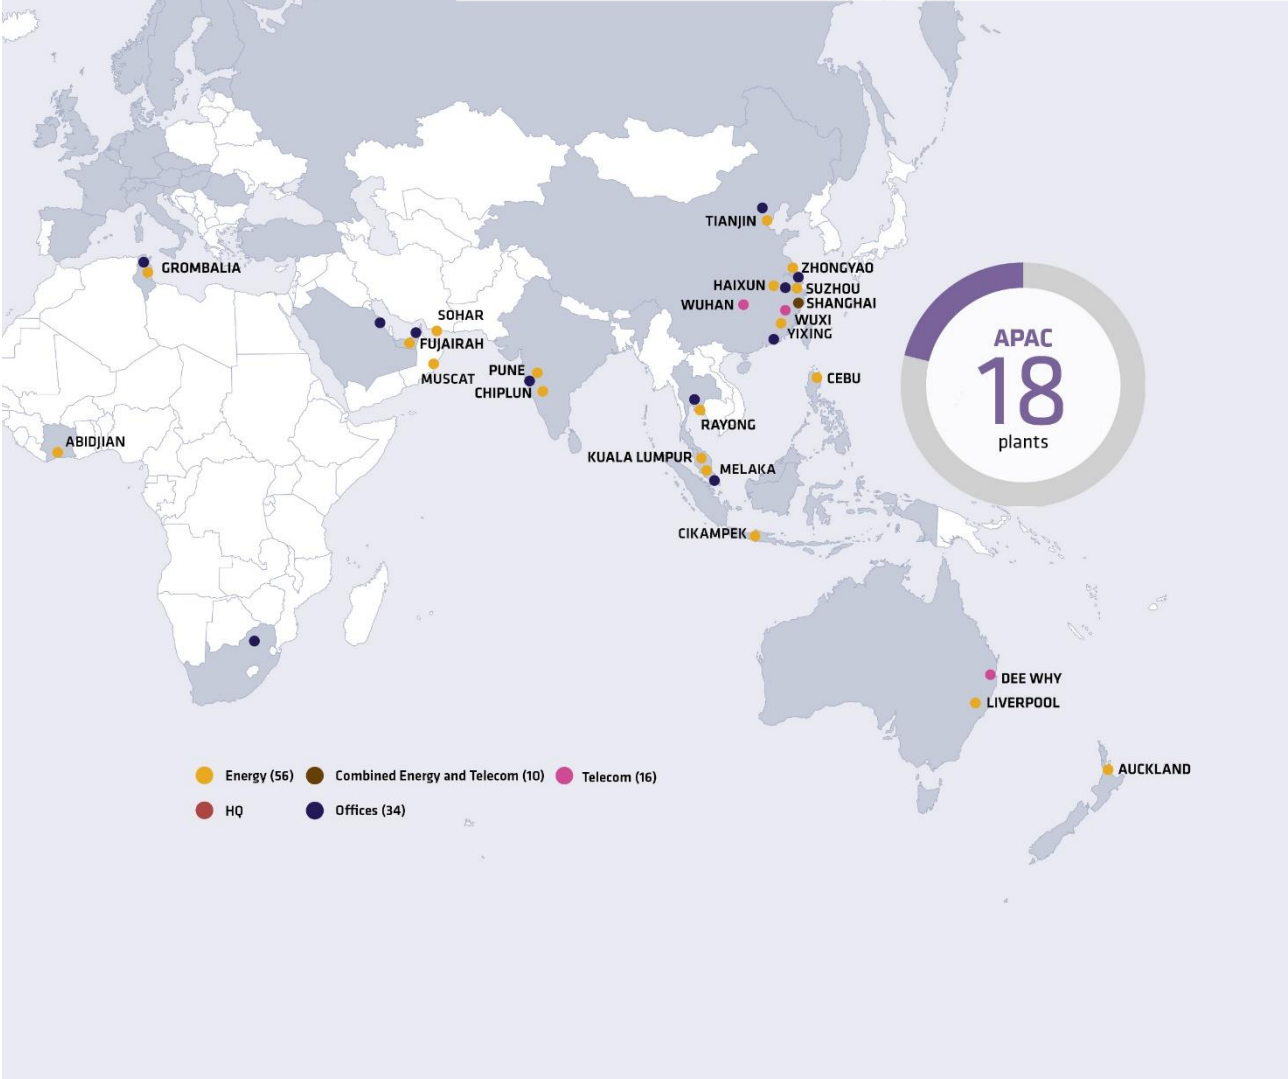 TIANJIN
ZHONGYAO
GROMBALIA
HAIXUN
SUZHOU
WUHAN
SHANGHAI
SOHAR
WUXI
YIXING
FUJAIRAH
APAC
18
plants
PUNE
MUSCAT
CEBU
CHIPLUN
RAYONG
ABIDJIAN
KUALA LUMPUR
MELAKA
CIKAMPEK
DEE WHY
LIVERPOOL
AUCKLAND
Energy (56)
Combined Energy and Telecom (10)
Telecom (16)
HQ
Offices (34)